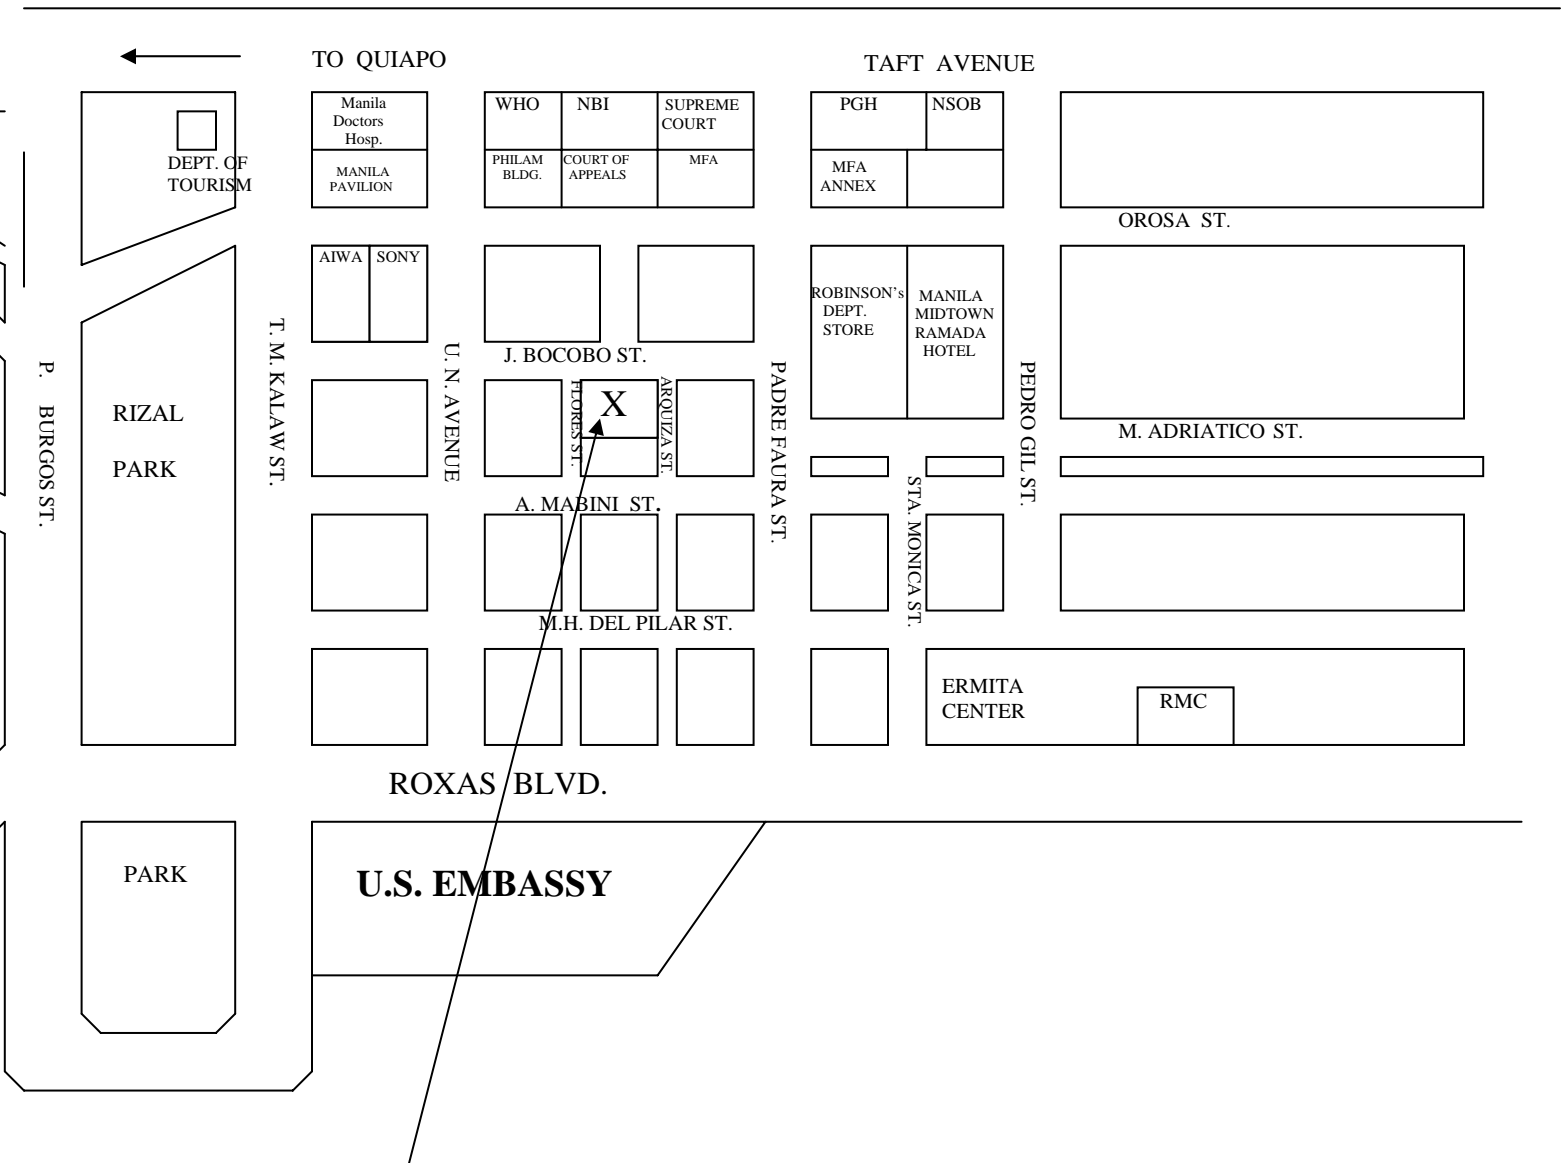 TO QUIAPO
TAFT AVENUE
Manila
Doctors
Hosp.
WHO
NBI
SUPREME
COURT
PGH
NSOB
DEPT. OF
TOURISM
MANILA
PAVILION
PHILAM
BLDG.
COURT OF
APPEALS
MFA
MFA
ANNEX
OROSA ST.
AIWA
SONY
ROBINSON's
DEPT.
STORE
MANILA
MIDTOWN
RAMADA
HOTEL
J. BOCOBO ST.
P. BURGOS ST.
RIZAL
PARK
T. M. KALAW ST.
U. N. AVENUE
FLORES ST.
X
ARQUIZA ST.
PADRE FAURA ST.
PEDRO GIL ST.
M. ADRIATICO ST.
A. MABINI ST.
STA. MONICA ST.
M.H. DEL PILAR ST.
ERMITA
CENTER
RMC
ROXAS BLVD.
PARK
U.S. EMBASSY